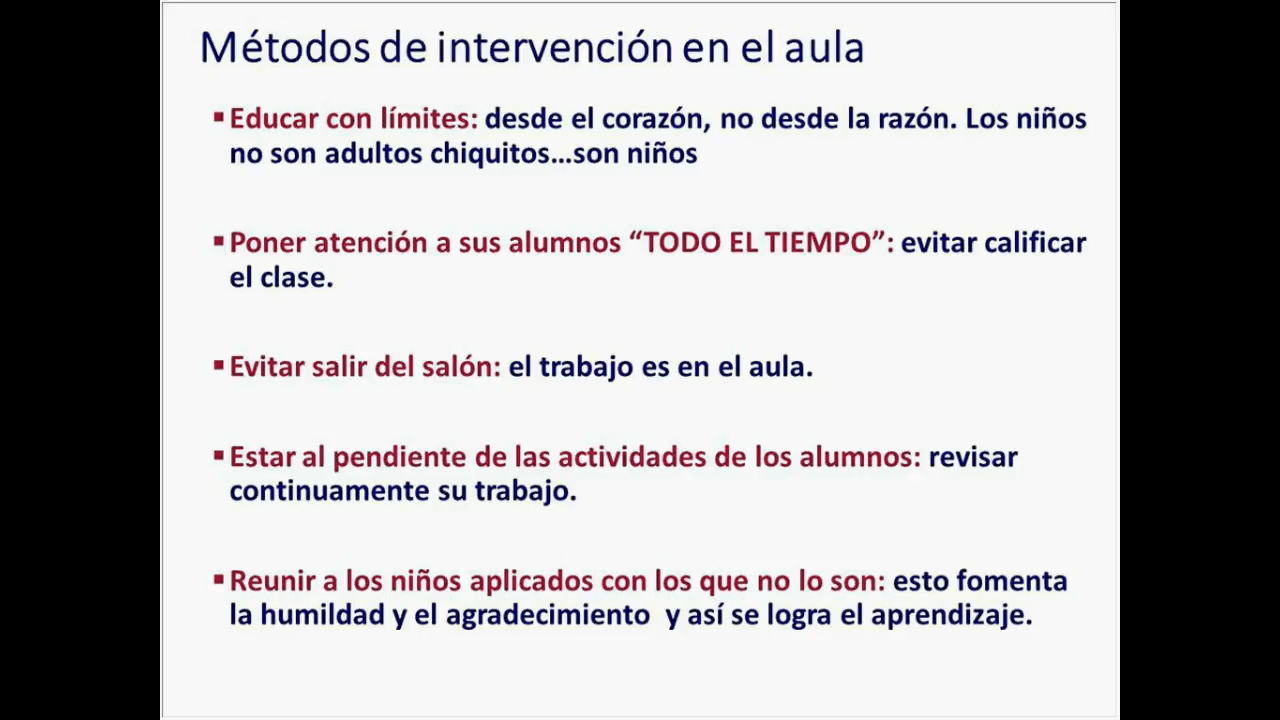 Métodos de intervención en el aula
▪Educar con límites: desde el corazón, no desde la razón. Los niños
no son adultos chiquitos...son niños
▪Poner atención a sus alumnos “TODO EL TIEMPO”: evitar calificar
el clase.
▪Evitar salir del salón: el trabajo es en el aula.
▪Estar al pendiente de las actividades de los alumnos: revisar
continuamente su trabajo.
▪Reunir a los niños aplicados con los que no lo son: esto fomenta
la humildad y el agradecimiento  y así se logra el aprendizaje.